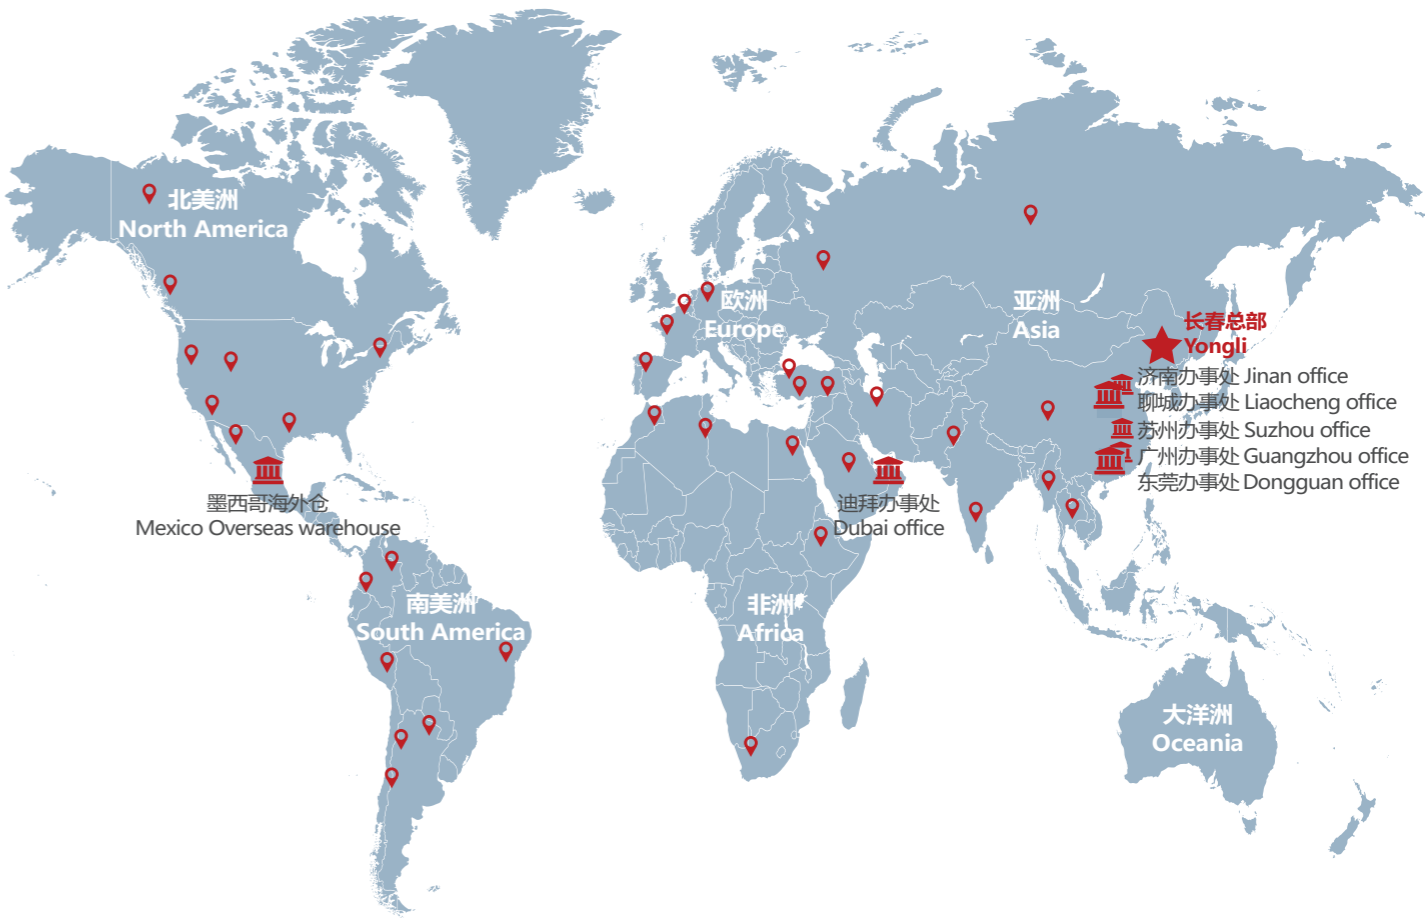 北美洲
North America
欧洲
Europe
亚洲
Asia
长春总部
Yongli
济南办事处 Jinan office
聊城办事处 Liaocheng office
苏州办事处 Suzhou office
广州办事处 Guangzhou office
东莞办事处 Dongguan office
墨西哥海外仓
Mexico Overseas warehouse
迪拜办事处
Dubai office
南美洲
South America
非洲
Africa
大洋洲
Oceania